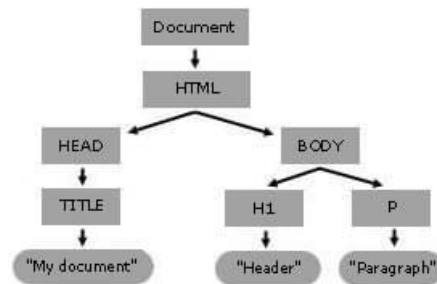 Document
HTML
HEAD BODY
TITLE H1 P
"My document" "Header" "Paragraph"